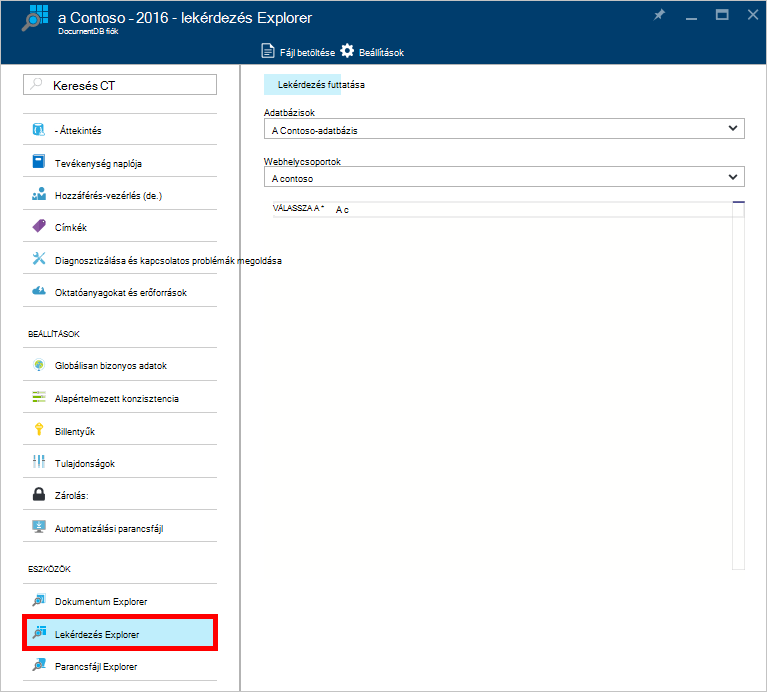 a Contoso - 2016 - lekérdezés Explorer
DocumentDB fiók
Fájl betöltése
Beállítások
Keresés CT
- Áttekintés
Tevékenység naplója
Hozzáférés-vezérlés (de.)
Címkék
Diagnosztizálása és kapcsolatos problémák megoldása
Oktatóanyagokat és erőforrások
BEÁLLÍTÁSOK
Globálisan bizonyos adatok
Alapértelmezett konzisztencia
Billentyűk
Tulajdonságok
Zárolás:
Automatizálási parancsfájl
ESZKÖZÖK
Dokumentum Explorer
Lekérdezés Explorer
Parancsfájl Explorer
Lekérdezés futtatása
Adatbázisok
A Contoso-adatbázis
Webhelycsoportok
A contoso
VÁLASSZA A * A c